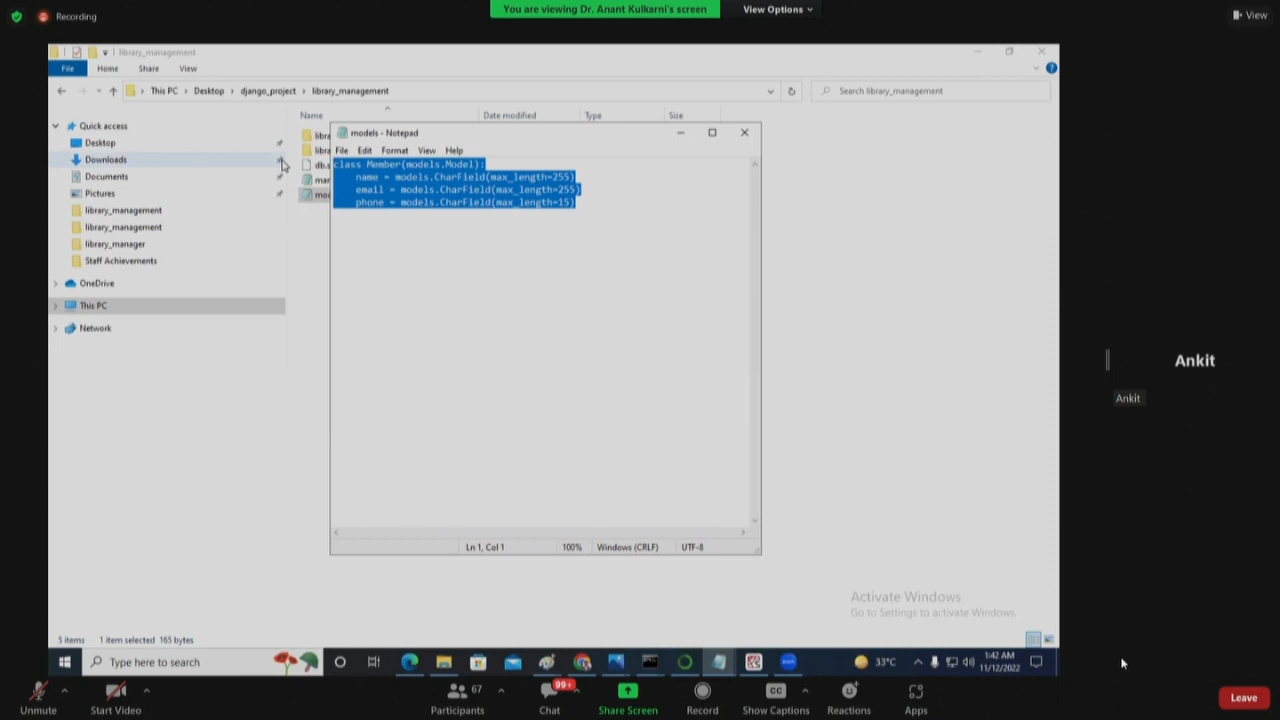 Recording
You are viewing Dr. Anant Kulkarni's screen
View Options
View
library_management
File
Home
Share
View
This PC
Desktop
django_project
library_management
Search library_management
Name
Date modified
Type
Size
Quick access
Desktop
Downloads
Documents
Pictures
library_management
library_management
library_manager
Staff Achievements
OneDrive
This PC
Network
libra
libra
db.s
mar
mod
models - Notepad
File
Edit
Format
View
Help
class Member(models.Model):
name = models.CharField(max_length=255)
email = models.CharField(max_length=255)
phone = models.CharField(max_length=15)
Ln 1, Col 1
100%
Windows (CRLF)
UTF-8
Ankit
Ankit
Activate Windows
Go to Settings to activate Windows.
5 items
1 item selected 165 bytes
Type here to search
33°C
1:42 AM
11/12/2022
Unmute
Start Video
67
Participants
99+
Chat
Share Screen
Record
CC
Show Captions
Reactions
Apps
Leave